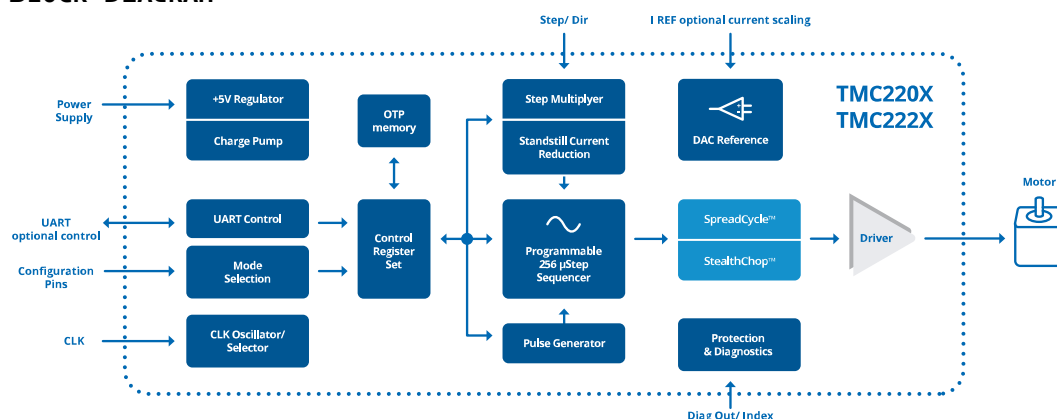 BLOCK DIAGRAM
Step/ Dir
I REF optional current scaling
Power
Supply
+5V Regulator
Charge Pump
OTP
memory
Step Multiplyer
Standstill Current
Reduction
DAC Reference
TMC220X
TMC222X
UART
optional control
UART Control
Configuration
Pins
Mode
Selection
Control
Register
Set
Programmable
256 µStep
Sequencer
SpreadCycle™
StealthChop™
Driver
Motor
CLK
CLK Oscillator/
Selector
Pulse Generator
Protection
& Diagnostics
Diag Out/ Index